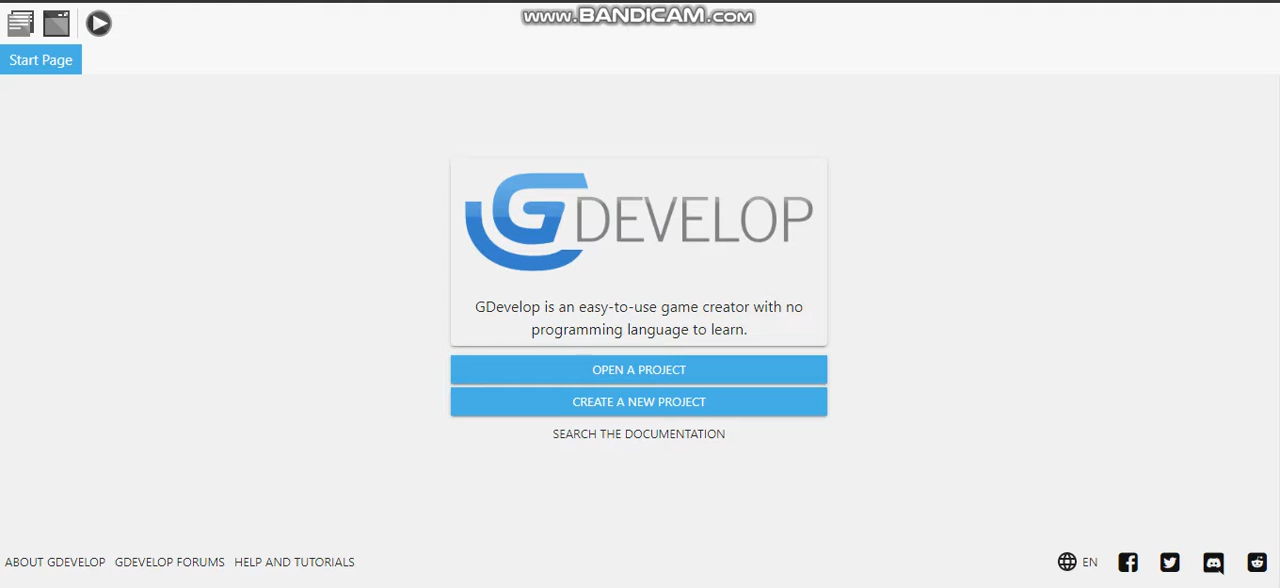 www.BANDICAM.com
Start Page
GDEVELOP
GDevelop is an easy-to-use game creator with no
programming language to learn.
OPEN A PROJECT
CREATE A NEW PROJECT
SEARCH THE DOCUMENTATION
ABOUT GDEVELOP GDEVELOP FORUMS HELP AND TUTORIALS EN